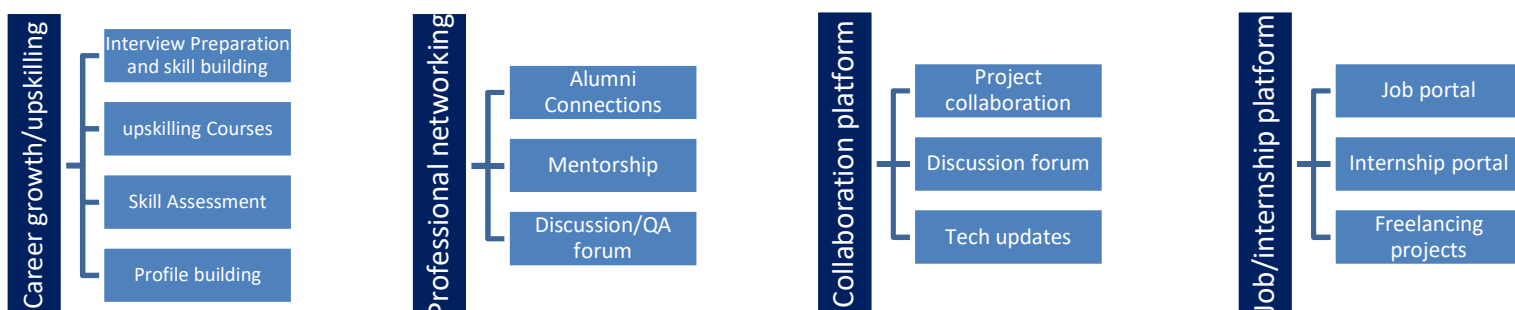 Career growth/upskilling
Interview Preparation
and skill building
upskilling Courses
Skill Assessment
Profile building
Professional networking
Alumni
Connections
Mentorship
Discussion/QA
forum
Collaboration platform
Project
collaboration
Discussion forum
Tech updates
Job/internship platform
Job portal
Internship portal
Freelancing
projects